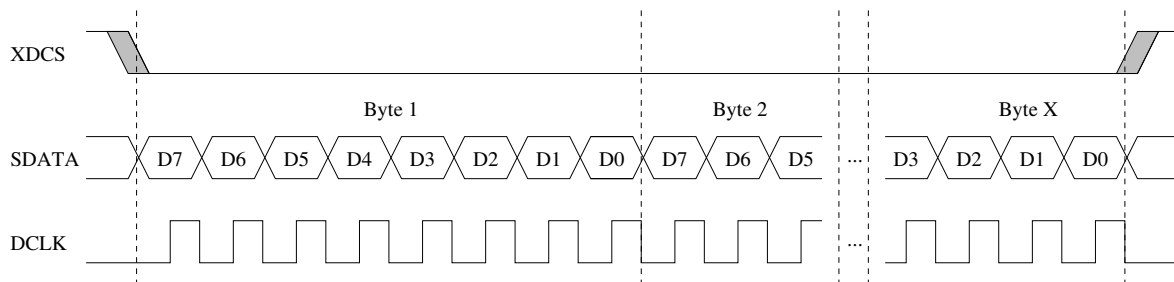 XDCS
Byte 1 Byte 2 Byte X
SDATA D7 D6 D5 D4 D3 D2 D1 D0 D7 D6 D5 ... D3 D2 D1 D0
DCLK ...